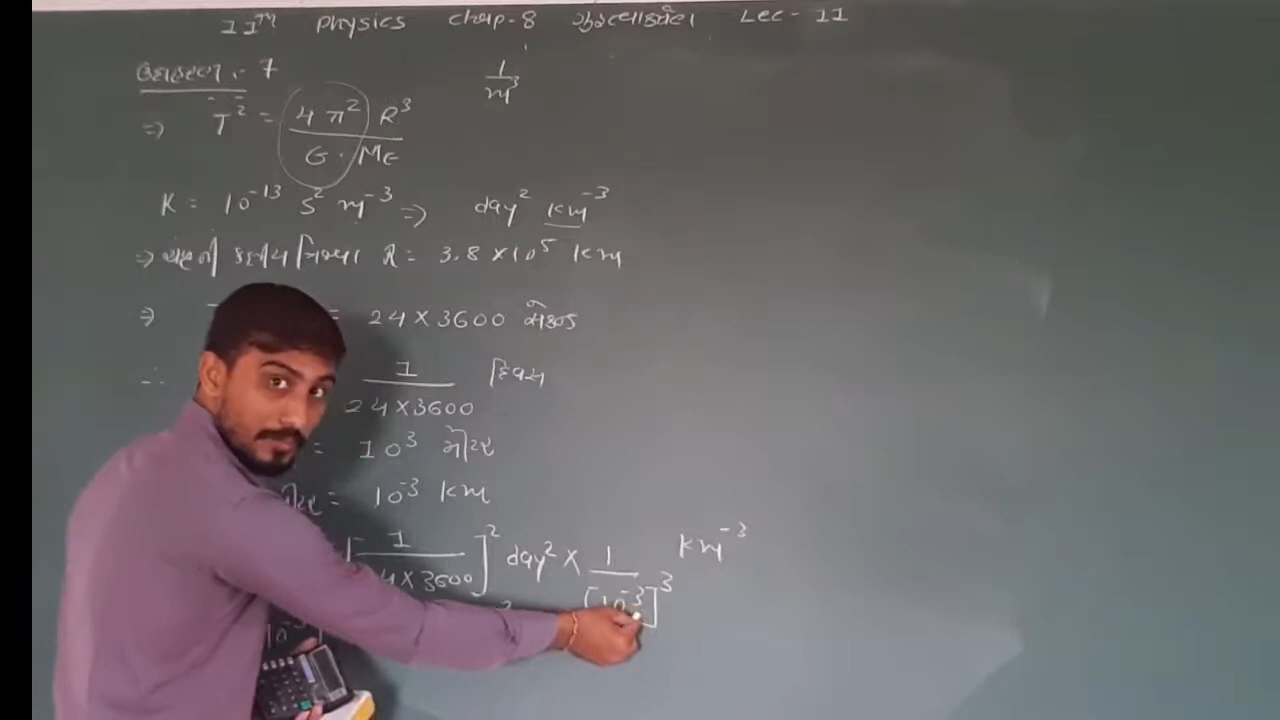 11TH Physics chap-8 ગુરુત્વાકર્ષણ Lec-11
ઉદાહરણ :- 7
1/m³
⇒ T² = 4π² R³ / G · ME
K = 10⁻¹³ s² m⁻³ ⇒ day² km⁻³
⇒ ચંદ્રની કક્ષીય ત્રિજ્યા R = 3.8 × 10⁵ km
⇒ = 24 × 3600 સેકન્ડ
∴ 1 / 24 × 3600 દિવસ
= 10³ મીટર
= 10⁻³ km
[1 / 24 × 3600]² day² × 1 / [10⁻³]³ km⁻³